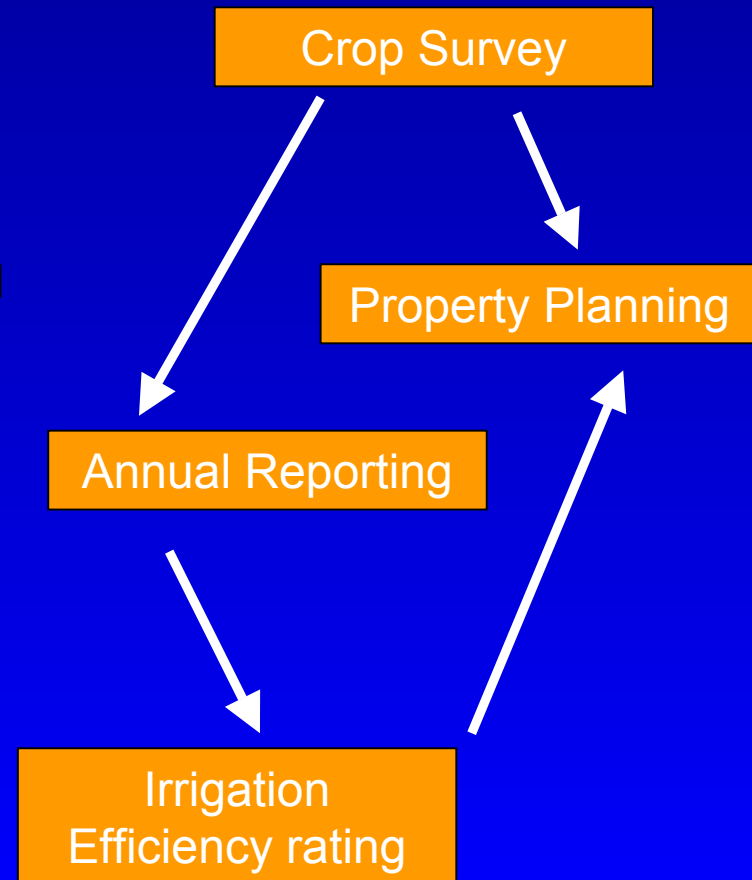 Crop Survey
Property Planning
Annual Reporting
Irrigation
Efficiency rating